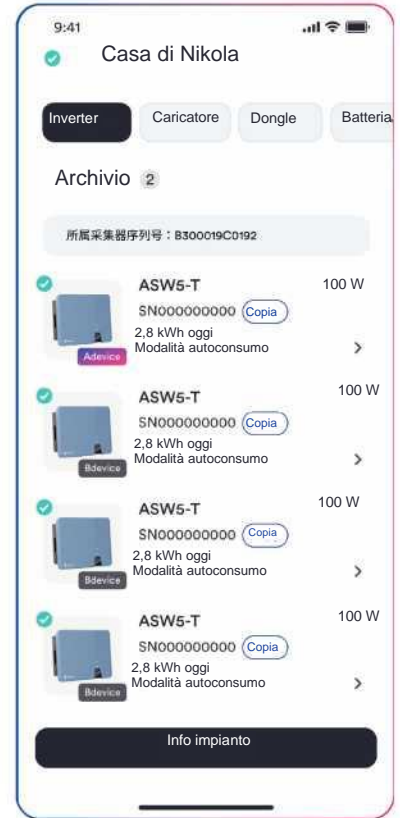 9:41
Casa di Nikola
Inverter Caricatore Dongle Batteria
Archivio 2
所属采集器序列号：B300019C0192
ASW5-T 100 W
SN000000000 Copia
2,8 kWh oggi
Modalità autoconsumo
Adevice
ASW5-T 100 W
SN000000000 Copia
2,8 kWh oggi
Modalità autoconsumo
Bdevice
ASW5-T 100 W
SN000000000 Copia
2,8 kWh oggi
Modalità autoconsumo
Bdevice
ASW5-T 100 W
SN000000000 Copia
2,8 kWh oggi
Modalità autoconsumo
Bdevice
Info impianto